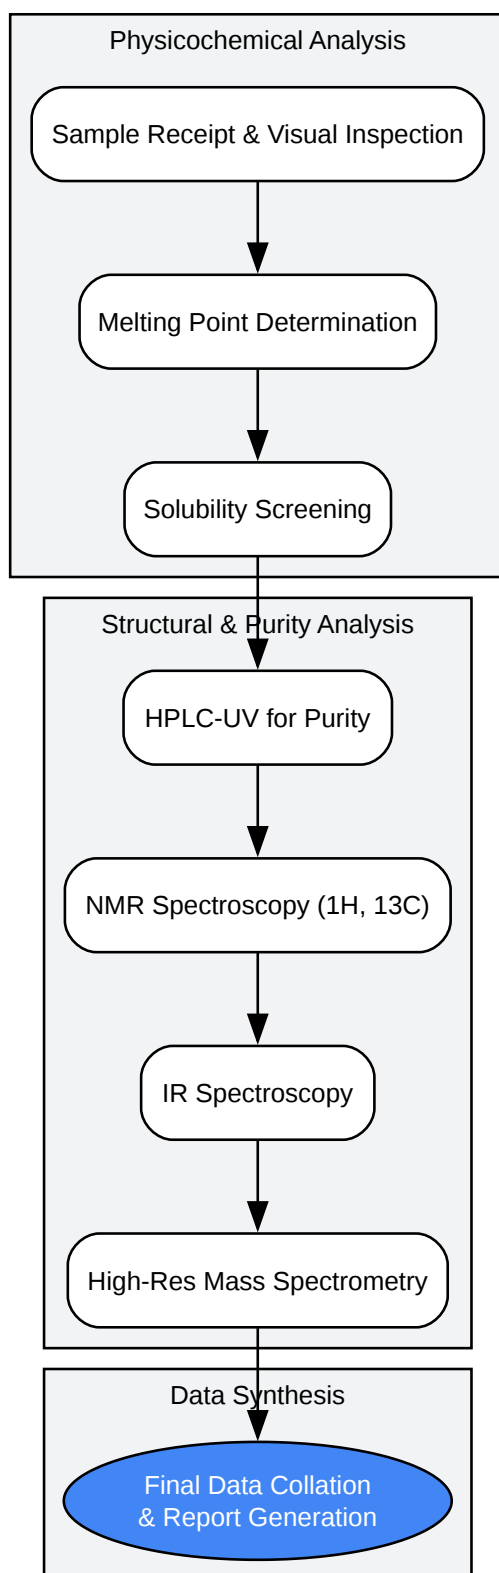 Physicochemical Analysis
Sample Receipt & Visual Inspection
Melting Point Determination
Solubility Screening
Structural & Purity Analysis
HPLC-UV for Purity
NMR Spectroscopy (1H, 13C)
IR Spectroscopy
High-Res Mass Spectrometry
Data Synthesis
Final Data Collation
& Report Generation